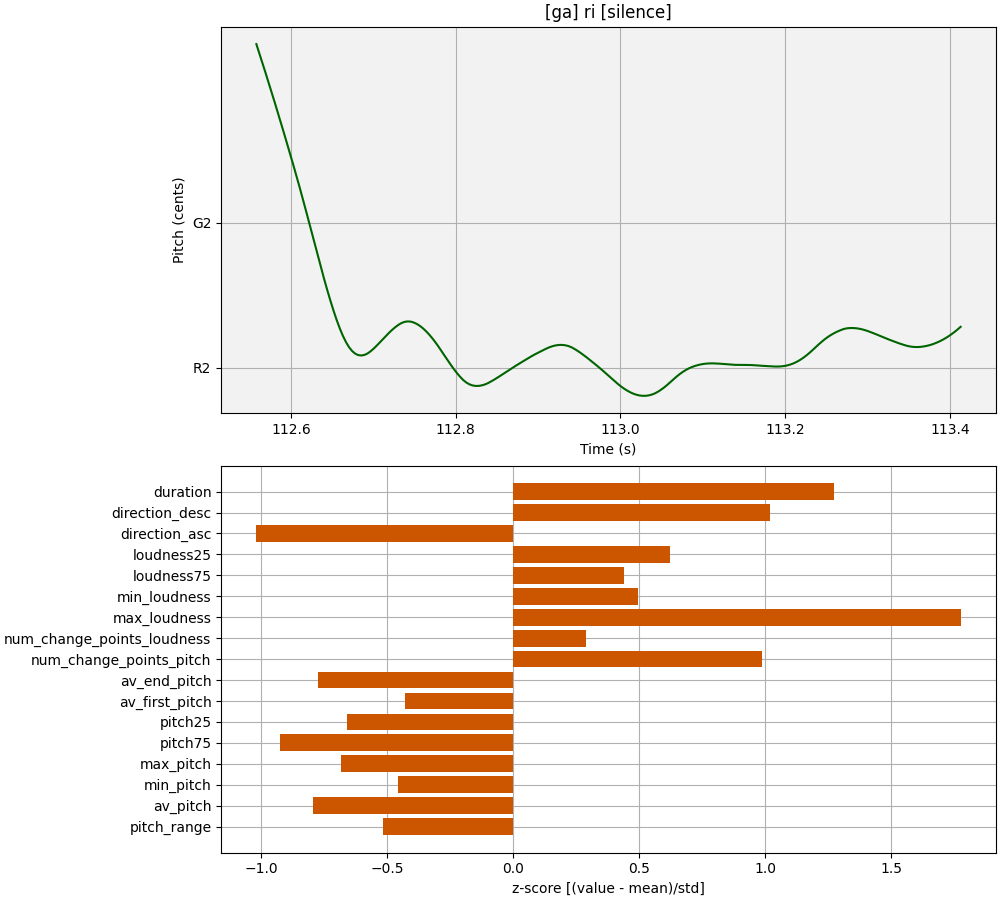 [ga] ri [silence]
Pitch (cents)
G2
R2
112.6 112.8 113.0 113.2 113.4
Time (s)
duration
direction_desc
direction_asc
loudness25
loudness75
min_loudness
max_loudness
num_change_points_loudness
num_change_points_pitch
av_end_pitch
av_first_pitch
pitch25
pitch75
max_pitch
min_pitch
av_pitch
pitch_range
−1.0 −0.5 0.0 0.5 1.0 1.5
z-score [(value - mean)/std]